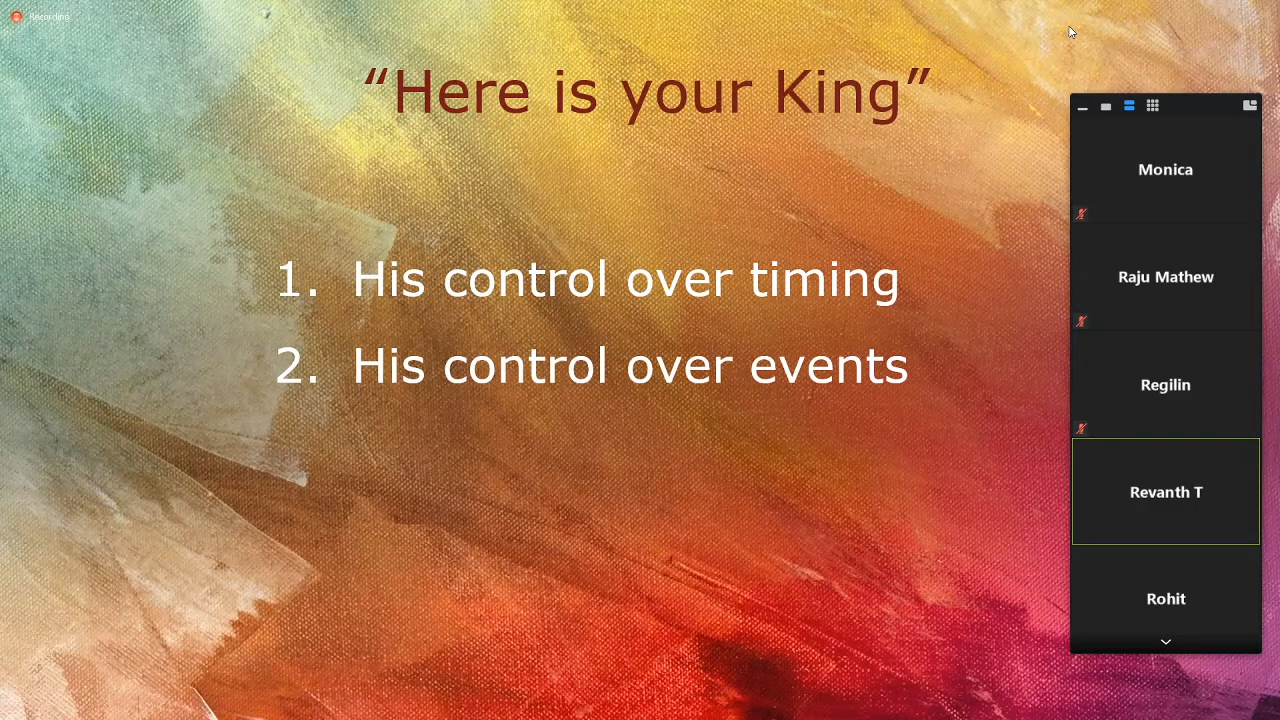 Recording
“Here is your King”
1. His control over timing
2. His control over events
Monica
Raju Mathew
Regilin
Revanth T
Rohit